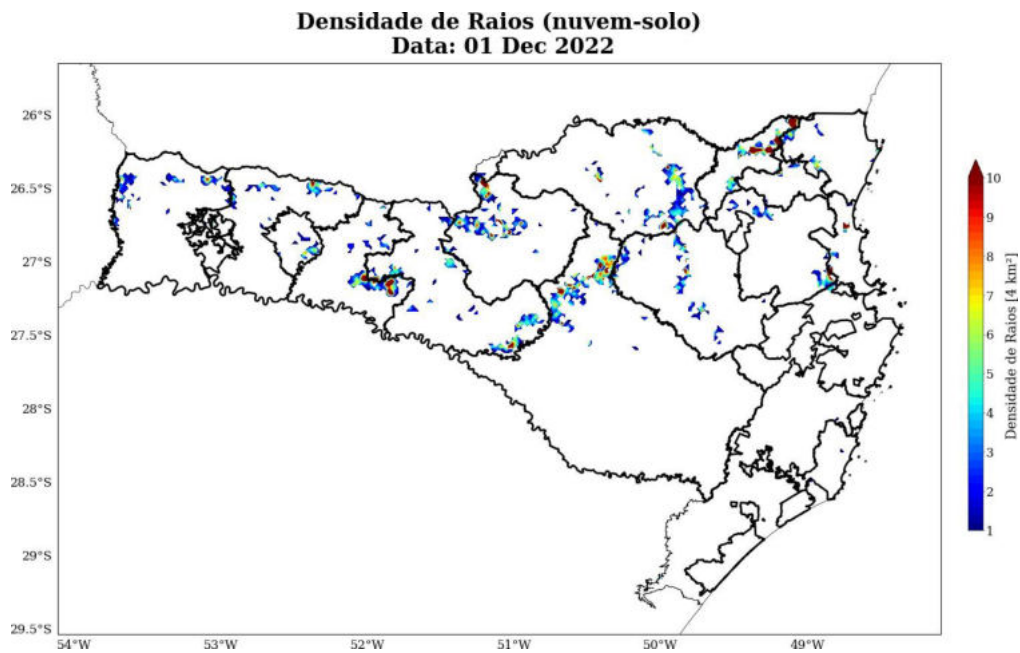 Densidade de Raios (nuvem-solo)
Data: 01 Dec 2022
26°S
26.5°S
27°S
27.5°S
28°S
28.5°S
29°S
29.5°S
54°W
53°W
52°W
51°W
50°W
49°W
10
9
8
7
6
5
4
3
2
1
Densidade de Raios [4 km²]